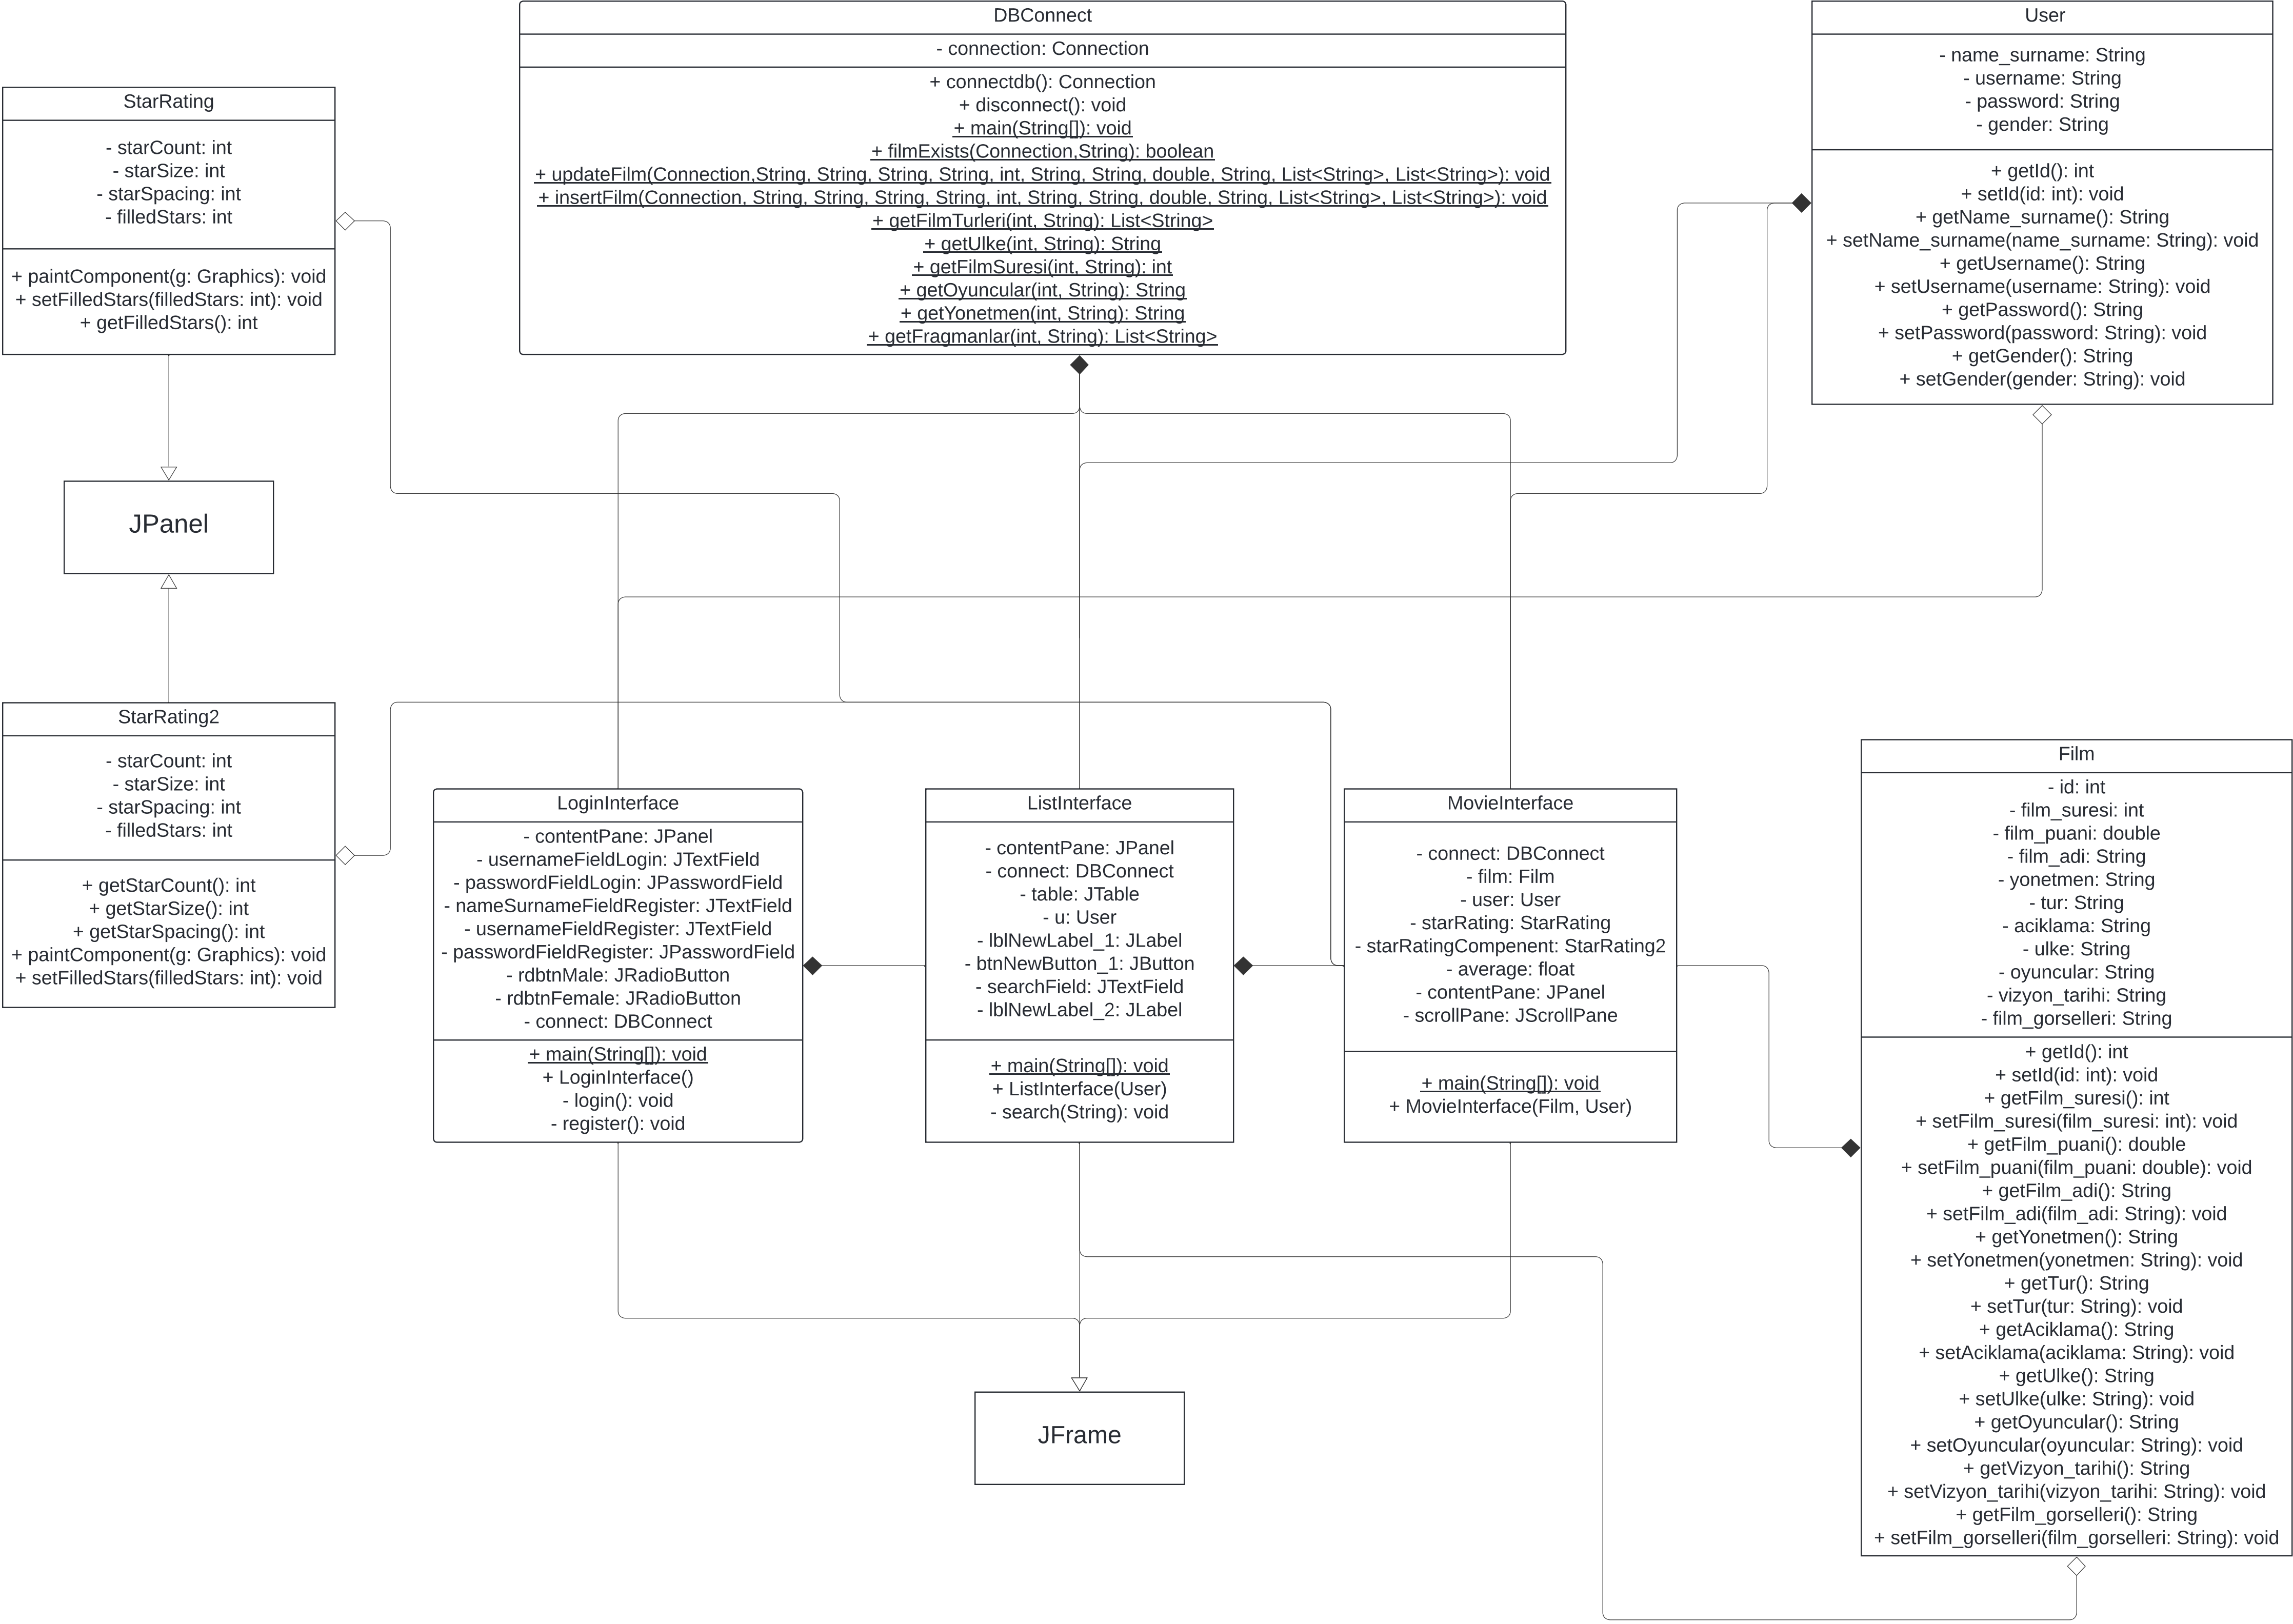 DBConnect
- connection: Connection
+ connectdb(): Connection
+ disconnect(): void
+ main(String[]): void
+ filmExists(Connection,String): boolean
+ updateFilm(Connection,String, String, String, String, int, String, String, double, String, List<String>, List<String>): void
+ insertFilm(Connection, String, String, String, String, int, String, String, double, String, List<String>, List<String>): void
+ getFilmTurleri(int, String): List<String>
+ getUlke(int, String): String
+ getFilmSuresi(int, String): int
+ getOyuncular(int, String): String
+ getYonetmen(int, String): String
+ getFragmanlar(int, String): List<String>
User
- name_surname: String
- username: String
- password: String
- gender: String
+ getId(): int
+ setId(id: int): void
+ getName_surname(): String
+ setName_surname(name_surname: String): void
+ getUsername(): String
+ setUsername(username: String): void
+ getPassword(): String
+ setPassword(password: String): void
+ getGender(): String
+ setGender(gender: String): void
StarRating
- starCount: int
- starSize: int
- starSpacing: int
- filledStars: int
+ paintComponent(g: Graphics): void
+ setFilledStars(filledStars: int): void
+ getFilledStars(): int
JPanel
StarRating2
- starCount: int
- starSize: int
- starSpacing: int
- filledStars: int
+ getStarCount(): int
+ getStarSize(): int
+ getStarSpacing(): int
+ paintComponent(g: Graphics): void
+ setFilledStars(filledStars: int): void
LoginInterface
- contentPane: JPanel
- usernameFieldLogin: JTextField
- passwordFieldLogin: JPasswordField
- nameSurnameFieldRegister: JTextField
- usernameFieldRegister: JTextField
- passwordFieldRegister: JPasswordField
- rdbtnMale: JRadioButton
- rdbtnFemale: JRadioButton
- connect: DBConnect
+ main(String[]): void
+ LoginInterface()
- login(): void
- register(): void
ListInterface
- contentPane: JPanel
- connect: DBConnect
- table: JTable
- u: User
- lblNewLabel_1: JLabel
- btnNewButton_1: JButton
- searchField: JTextField
- lblNewLabel_2: JLabel
+ main(String[]): void
+ ListInterface(User)
- search(String): void
MovieInterface
- connect: DBConnect
- film: Film
- user: User
- starRating: StarRating
- starRatingCompenent: StarRating2
- average: float
- contentPane: JPanel
- scrollPane: JScrollPane
+ main(String[]): void
+ MovieInterface(Film, User)
Film
- id: int
- film_suresi: int
- film_puani: double
- film_adi: String
- yonetmen: String
- tur: String
- aciklama: String
- ulke: String
- oyuncular: String
- vizyon_tarihi: String
- film_gorselleri: String
+ getId(): int
+ setId(id: int): void
+ getFilm_suresi(): int
+ setFilm_suresi(film_suresi: int): void
+ getFilm_puani(): double
+ setFilm_puani(film_puani: double): void
+ getFilm_adi(): String
+ setFilm_adi(film_adi: String): void
+ getYonetmen(): String
+ setYonetmen(yonetmen: String): void
+ getTur(): String
+ setTur(tur: String): void
+ getAciklama(): String
+ setAciklama(aciklama: String): void
+ getUlke(): String
+ setUlke(ulke: String): void
+ getOyuncular(): String
+ setOyuncular(oyuncular: String): void
+ getVizyon_tarihi(): String
+ setVizyon_tarihi(vizyon_tarihi: String): void
+ getFilm_gorselleri(): String
+ setFilm_gorselleri(film_gorselleri: String): void
JFrame